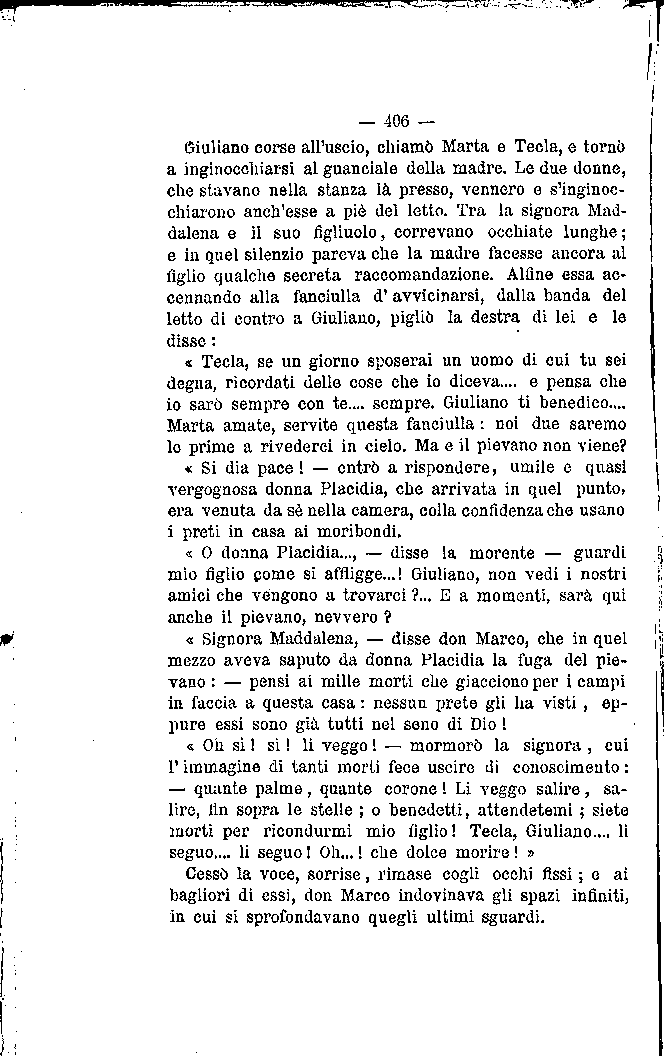 — 406 —
Giuliano corse all'uscio, chiamò Marta e Tecla, e tornò
a inginocchiarsi al guanciale della madre. Le due donne,
che stavano nella stanza là presso, vennero e s'inginoc-
chiarono anch'esse a piè del letto. Tra la signora Mad-
dalena e il suo figliuolo, correvano occhiate lunghe;
e in quel silenzio pareva che la madre facesse ancora al
figlio qualche secreta raccomandazione. Alfine essa ac-
cennando alla fanciulla d' avvicinarsi, dalla banda del
letto di contro a Giuliano, pigliò la destra di lei e le
disse:
« Tecla, se un giorno sposerai un uomo di cui tu sei
degna, ricordati delle cose che io diceva.... e pensa che
io sarò sempre con te.... sempre. Giuliano ti benedico....
Marta amate, servite questa fanciulla: noi due saremo
le prime a rivederci in cielo. Ma e il pievano non viene?
« Si dia pace! — entrò a rispondere, umile e quasi
vergognosa donna Placidia, che arrivata in quel punto,
era venuta da sè nella camera, colla confidenza che usano
i preti in casa ai moribondi.
« O donna Placidia..., — disse la morente — guardi
mio figlio come si affligge...! Giuliano, non vedi i nostri
amici che vengono a trovarci?... E a momenti, sarà qui
anche il pievano, nevvero?
« Signora Maddalena, — disse don Marco, che in quel
mezzo aveva saputo da donna Placidia la fuga del pie-
vano: — pensi ai mille morti che giacciono per i campi
in faccia a questa casa: nessun prete gli ha visti, ep-
pure essi sono già tutti nel seno di Dio!
« Oh sì! sì! li veggo! — mormorò la signora, cui
l' immagine di tanti morti fece uscire di conoscimento:
— quante palme, quante corone! Li veggo salire, sa-
lire, fin sopra le stelle; o benedetti, attendetemi; siete
morti per ricondurmi mio figlio! Tecla, Giuliano.... li
seguo.... li seguo! Oh...! che dolce morire! »
Cessò la voce, sorrise, rimase cogli occhi fissi; e ai
bagliori di essi, don Marco indovinava gli spazi infiniti,
in cui si sprofondavano quegli ultimi sguardi.